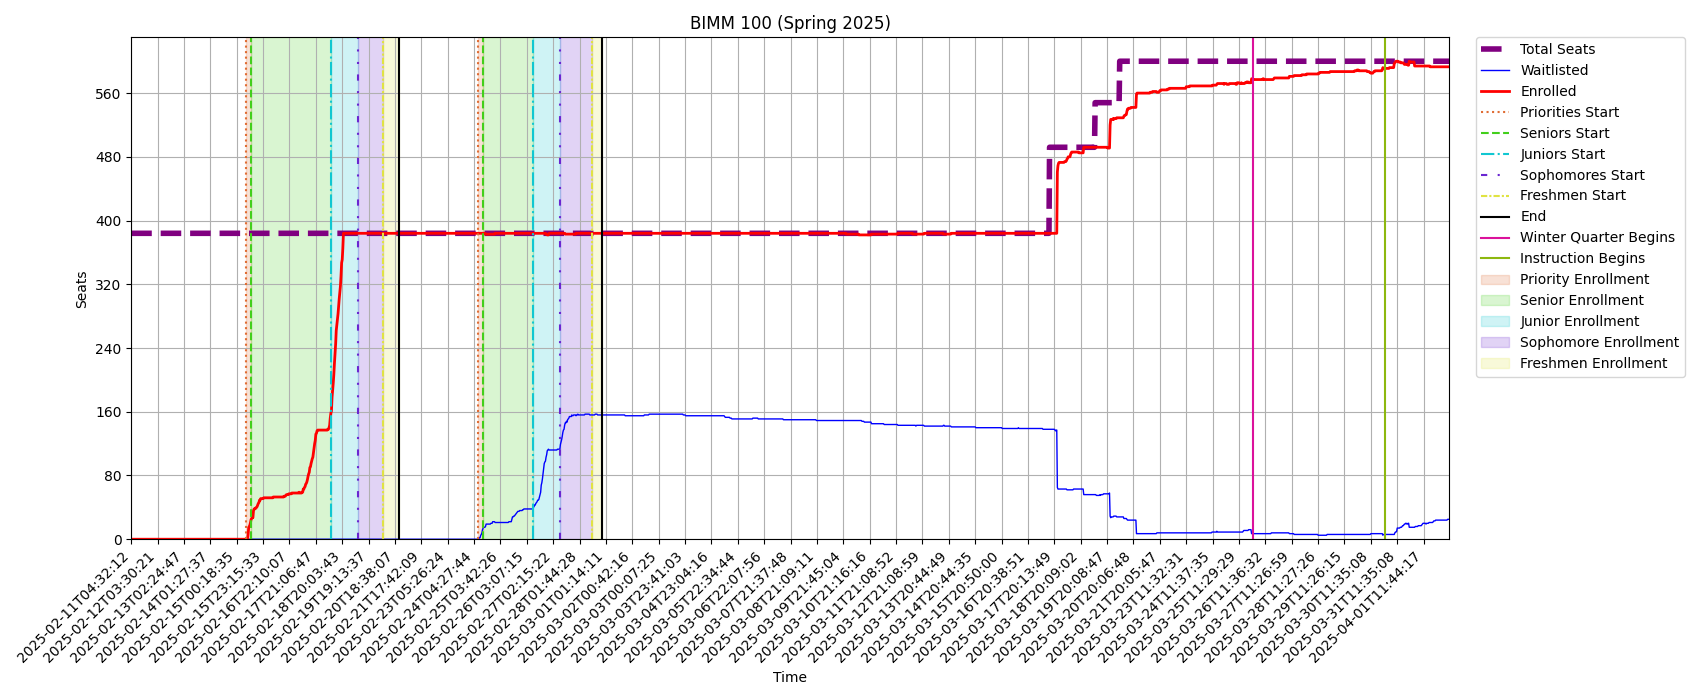 BIMM 100 (Spring 2025)
Seats
560
480
400
320
240
160
80
0
2025-02-11T04:32:12
2025-02-12T03:30:21
2025-02-13T02:24:47
2025-02-14T01:27:37
2025-02-15T00:18:35
2025-02-15T23:15:33
2025-02-16T22:10:07
2025-02-17T21:06:47
2025-02-18T20:03:43
2025-02-19T19:13:37
2025-02-20T18:38:07
2025-02-21T17:42:09
2025-02-23T05:26:24
2025-02-24T04:27:44
2025-02-25T03:42:26
2025-02-26T03:07:15
2025-02-27T02:15:22
2025-02-28T01:44:28
2025-03-01T01:14:11
2025-03-02T00:42:16
2025-03-03T00:07:25
2025-03-03T23:41:03
2025-03-04T23:04:16
2025-03-05T22:34:44
2025-03-06T22:07:56
2025-03-07T21:37:48
2025-03-08T21:09:11
2025-03-09T21:45:04
2025-03-10T21:16:16
2025-03-11T21:08:52
2025-03-12T21:08:59
2025-03-13T20:44:49
2025-03-14T20:44:35
2025-03-15T20:50:00
2025-03-16T20:38:51
2025-03-17T20:13:49
2025-03-18T20:09:02
2025-03-19T20:08:47
2025-03-20T20:06:48
2025-03-21T20:05:47
2025-03-23T11:32:31
2025-03-24T11:37:35
2025-03-25T11:29:29
2025-03-26T11:36:32
2025-03-27T11:26:59
2025-03-28T11:27:26
2025-03-29T11:26:15
2025-03-30T11:35:08
2025-03-31T11:35:08
2025-04-01T11:44:17
Time
Total Seats
Waitlisted
Enrolled
Priorities Start
Seniors Start
Juniors Start
Sophomores Start
Freshmen Start
End
Winter Quarter Begins
Instruction Begins
Priority Enrollment
Senior Enrollment
Junior Enrollment
Sophomore Enrollment
Freshmen Enrollment